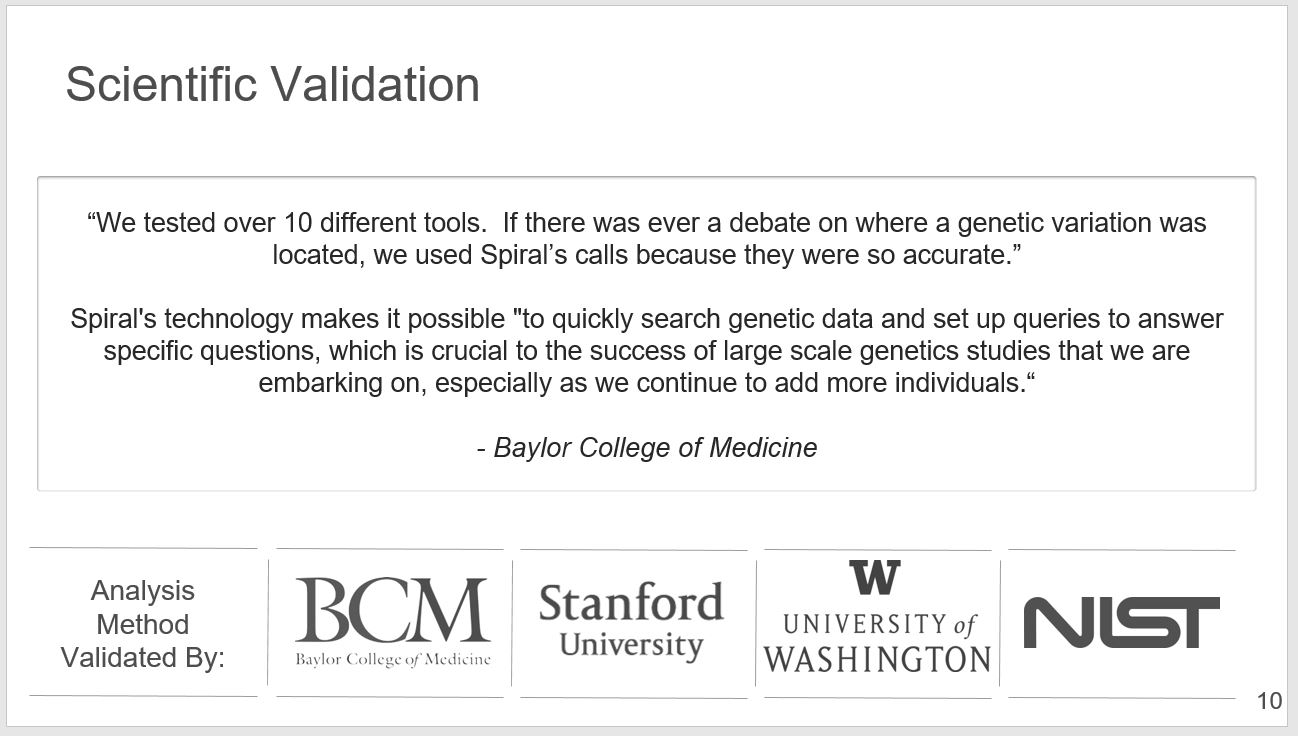 Scientific Validation
“We tested over 10 different tools.  If there was ever a debate on where a genetic variation was
located, we used Spiral’s calls because they were so accurate.”
Spiral's technology makes it possible "to quickly search genetic data and set up queries to answer
specific questions, which is crucial to the success of large scale genetics studies that we are
embarking on, especially as we continue to add more individuals.“
- Baylor College of Medicine
Analysis
Method
Validated By:
BCM
Baylor College of Medicine
Stanford
University
W
UNIVERSITY of
WASHINGTON
NIST
10